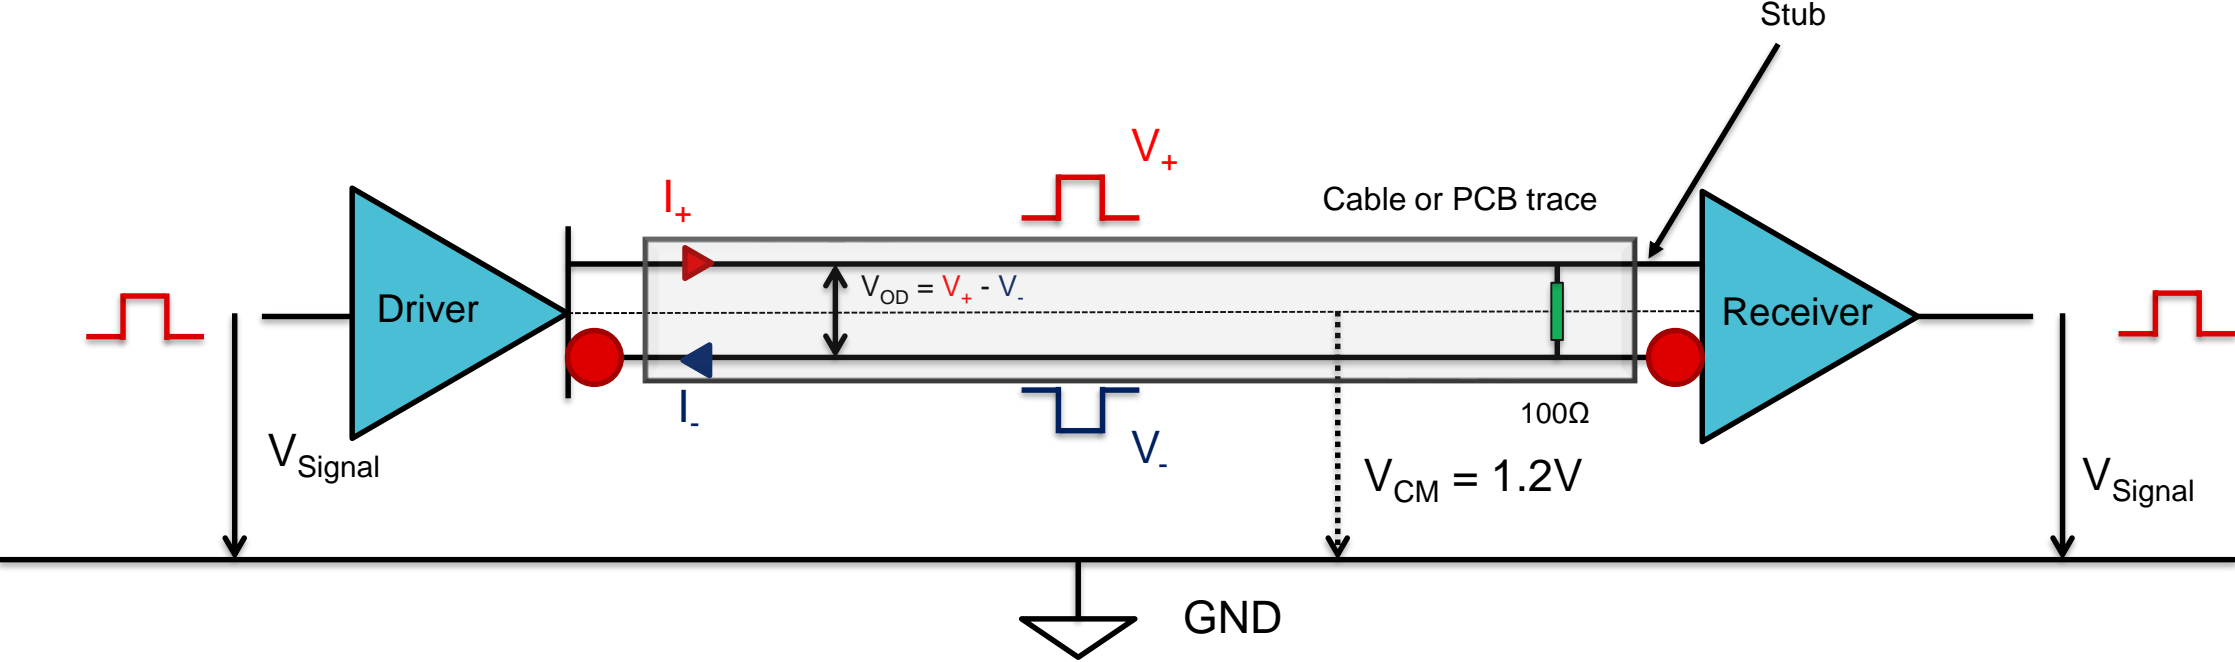 Stub
V+
I+
Cable or PCB trace
VOD = V+ - V-
Driver
Receiver
I-
100Ω
V-
VSignal
VCM = 1.2V
VSignal
GND